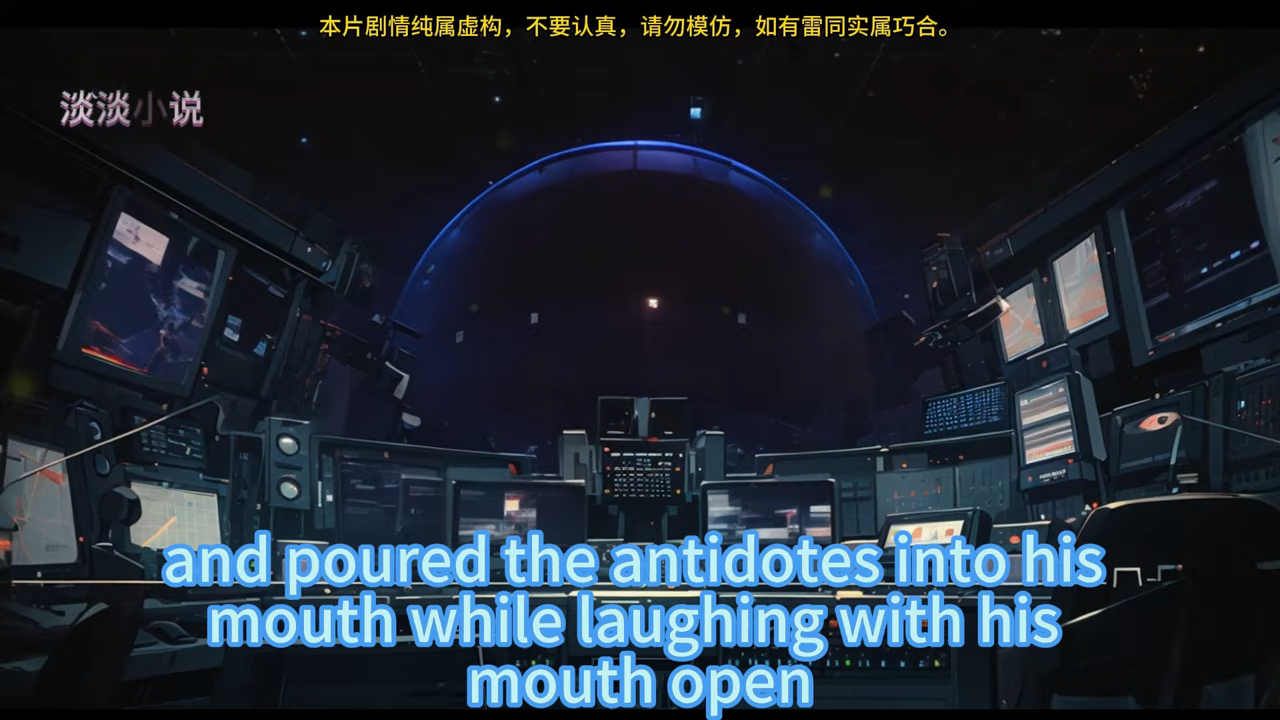 本片剧情纯属虚构，不要认真，请勿模仿，如有雷同实属巧合。
淡淡小说
and poured the antidotes into his
mouth while laughing with his
mouth open